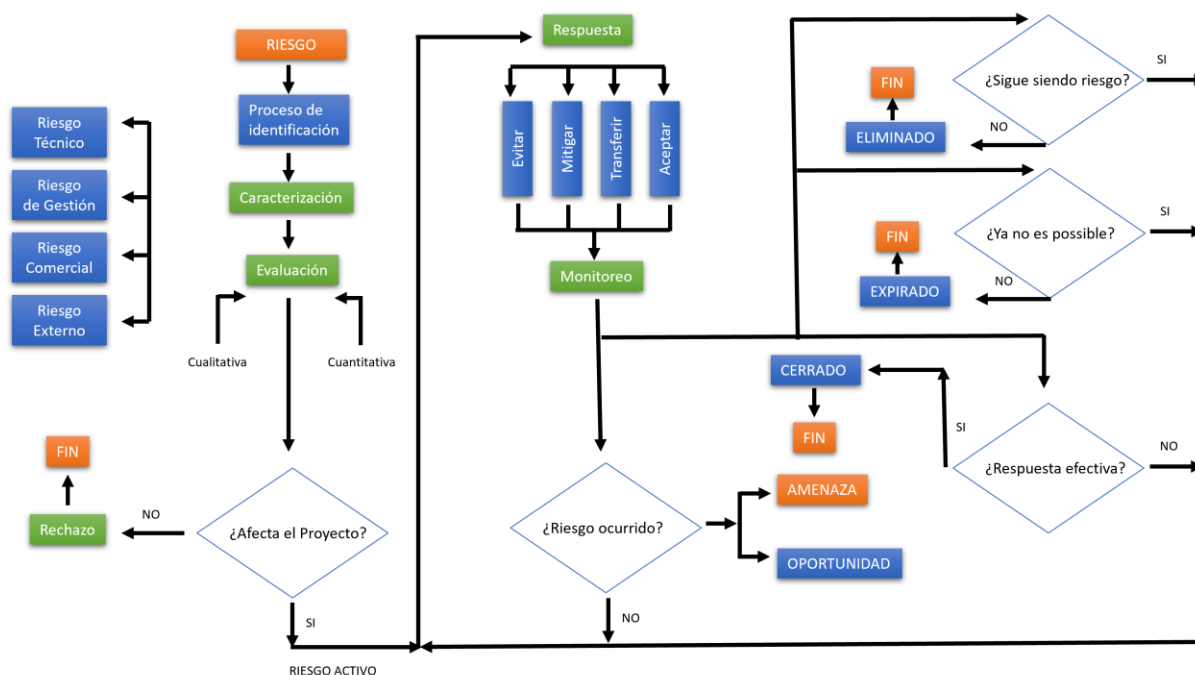 RIESGO
Proceso de
identificación
Caracterización
Evaluación
Cualitativa
Cuantitativa
Riesgo
Técnico
Riesgo
de Gestión
Riesgo
Comercial
Riesgo
Externo
¿Afecta el Proyecto?
NO
Rechazo
FIN
SI
RIESGO ACTIVO
Respuesta
Evitar
Mitigar
Transferir
Aceptar
Monitoreo
¿Riesgo ocurrido?
NO
AMENAZA
OPORTUNIDAD
¿Sigue siendo riesgo?
SI
NO
ELIMINADO
FIN
¿Ya no es possible?
SI
NO
EXPIRADO
FIN
¿Respuesta efectiva?
NO
SI
CERRADO
FIN